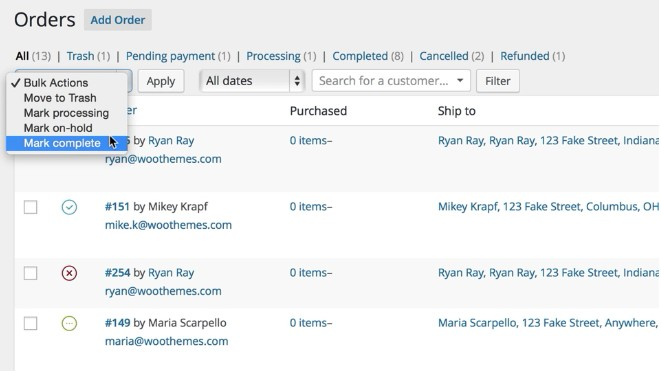 Orders Add Order
All (13) | Trash (1) | Pending payment (1) | Processing (1) | Completed (8) | Cancelled (2) | Refunded (1)
✓ Bulk Actions Apply All dates Search for a customer... Filter
Move to Trash
Mark processing
Mark on-hold
Mark complete
Purchased Ship to
by Ryan Ray 0 items– Ryan Ray, Ryan Ray, 123 Fake Street, Indiana
ryan@woothemes.com
#151 by Mikey Krapf 0 items– Mikey Krapf, 123 Fake Street, Columbus, OH
mike.k@woothemes.com
#254 by Ryan Ray 0 items– Ryan Ray, Ryan Ray, 123 Fake Street, Indiana
ryan@woothemes.com
#149 by Maria Scarpello 0 items– Maria Scarpello, 123 Fake Street, Anywhere,
maria@woothemes.com